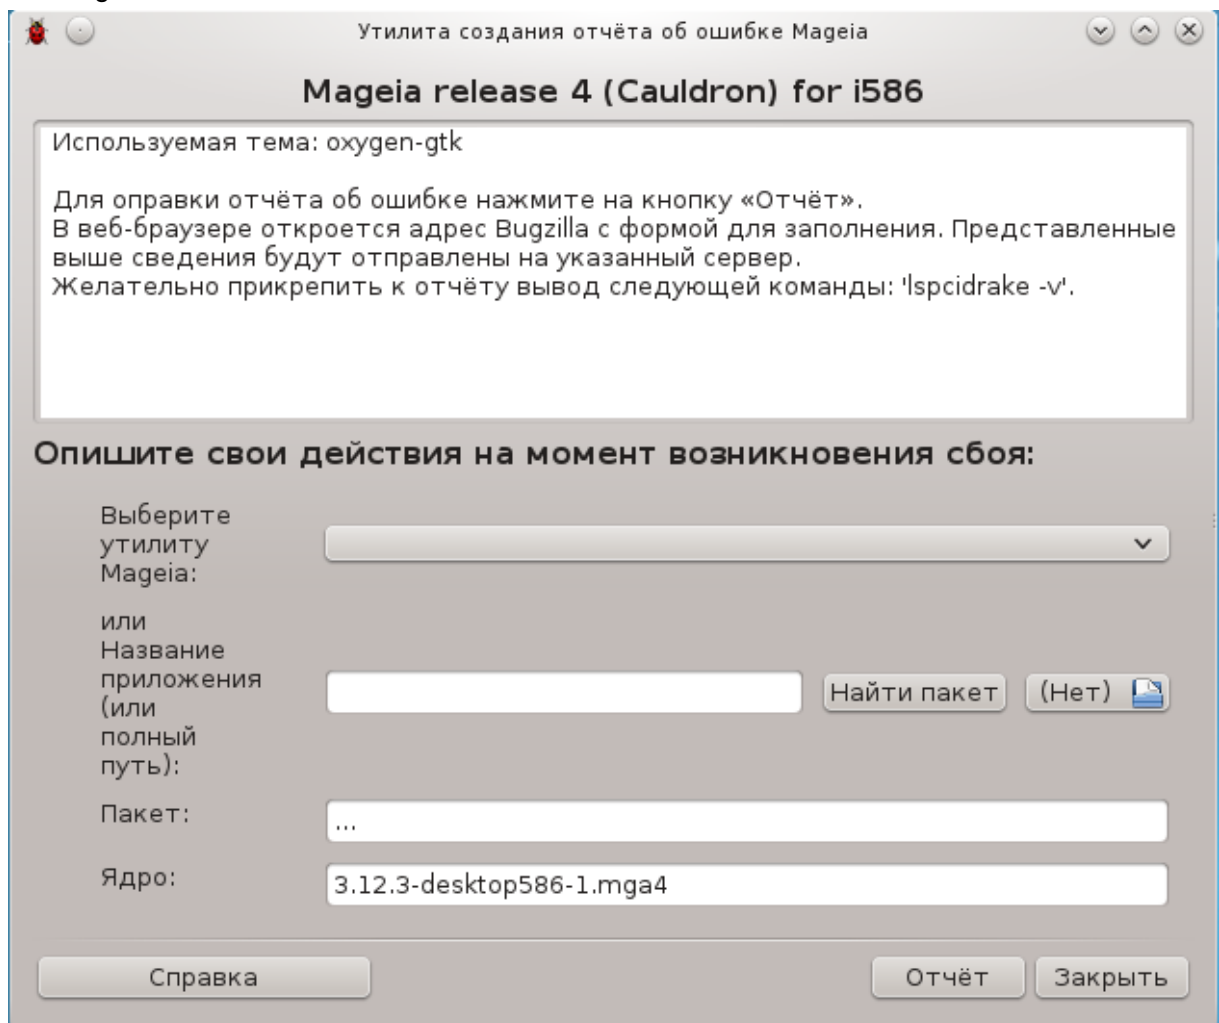 Утилита создания отчёта об ошибке Mageia
Mageia release 4 (Cauldron) for i586
Используемая тема: oxygen-gtk
Для оправки отчёта об ошибке нажмите на кнопку «Отчёт».
В веб-браузере откроется адрес Bugzilla с формой для заполнения. Представленные
выше сведения будут отправлены на указанный сервер.
Желательно прикрепить к отчёту вывод следующей команды: 'lspcidrake -v'.
Опишите свои действия на момент возникновения сбоя:
Выберите
утилиту
Mageia:
или
Название
приложения
(или
полный
путь):
Найти пакет
(Нет)
Пакет:
...
Ядро:
3.12.3-desktop586-1.mga4
Справка
Отчёт
Закрыть